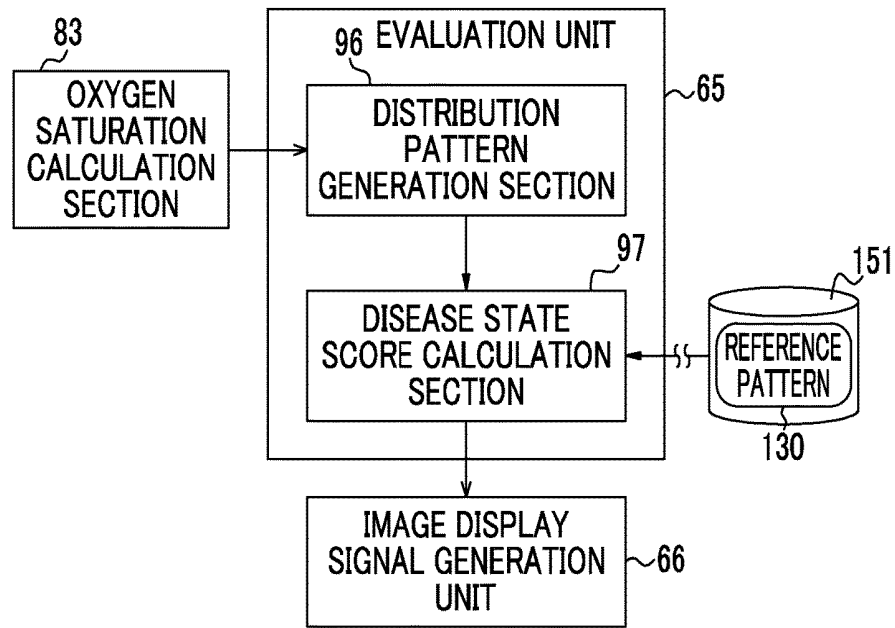 83
OXYGEN
SATURATION
CALCULATION
SECTION
EVALUATION UNIT
65
96
DISTRIBUTION
PATTERN
GENERATION SECTION
97
DISEASE STATE
SCORE CALCULATION
SECTION
151
REFERENCE
PATTERN
130
IMAGE DISPLAY
SIGNAL GENERATION
UNIT
66